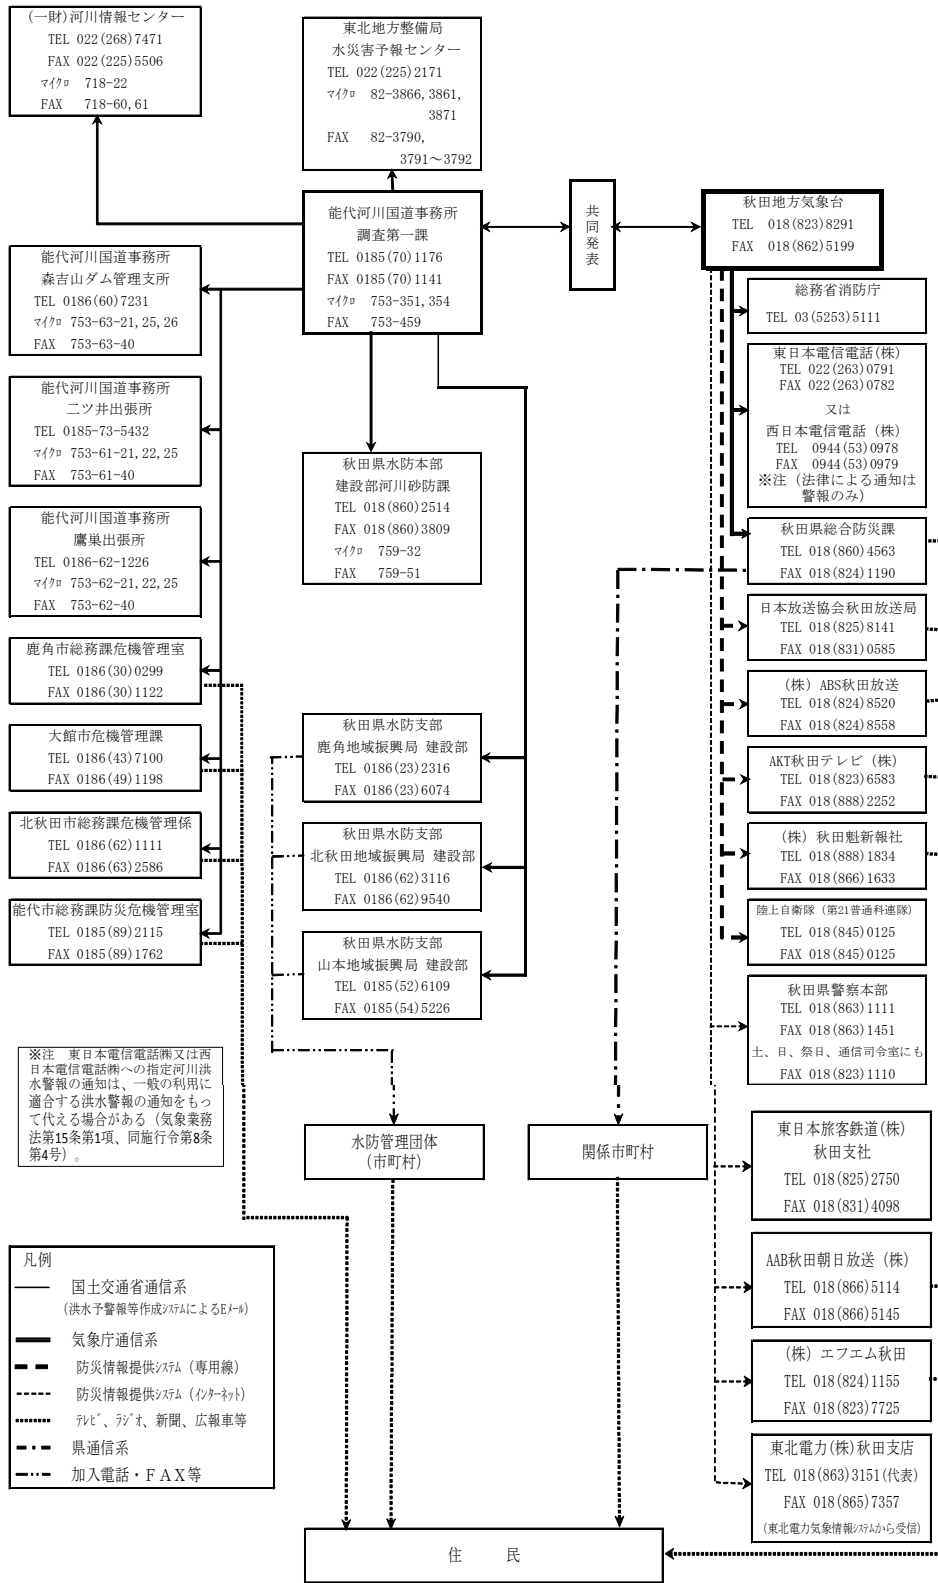 (一財)河川情報センター
TEL 022(268)7471
FAX 022(225)5506
マイクロ 718-22
FAX 718-60,61
東北地方整備局
水災害予報センター
TEL 022(225)2171
マイクロ 82-3866,3861,
3871
FAX 82-3790,
3791～3792
能代河川国道事務所
調査第一課
TEL 0185(70)1176
FAX 0185(70)1141
マイクロ 753-351,354
FAX 753-459
共同発表
秋田地方気象台
TEL 018(823)8291
FAX 018(862)5199
能代河川国道事務所
森吉山ダム管理支所
TEL 0186(60)7231
マイクロ 753-63-21,25,26
FAX 753-63-40
能代河川国道事務所
二ツ井出張所
TEL 0185-73-5432
マイクロ 753-61-21,22,25
FAX 753-61-40
能代河川国道事務所
鷹巣出張所
TEL 0186-62-1226
マイクロ 753-62-21,22,25
FAX 753-62-40
鹿角市総務課危機管理室
TEL 0186(30)0299
FAX 0186(30)1122
大館市危機管理課
TEL 0186(43)7100
FAX 0186(49)1198
北秋田市総務課危機管理係
TEL 0186(62)1111
FAX 0186(63)2586
能代市総務課防災危機管理室
TEL 0185(89)2115
FAX 0185(89)1762
秋田県水防本部
建設部河川砂防課
TEL 018(860)2514
FAX 018(860)3809
マイクロ 759-32
FAX 759-51
秋田県水防支部
鹿角地域振興局 建設部
TEL 0186(23)2316
FAX 0186(23)6074
秋田県水防支部
北秋田地域振興局 建設部
TEL 0186(62)3116
FAX 0186(62)9540
秋田県水防支部
山本地域振興局 建設部
TEL 0185(52)6109
FAX 0185(54)5226
総務省消防庁
TEL 03(5253)5111
東日本電信電話(株)
TEL 022(263)0791
FAX 022(263)0782
又は
西日本電信電話（株）
TEL 0944(53)0978
FAX 0944(53)0979
※注（法律による通知は
警報のみ）
秋田県総合防災課
TEL 018(860)4563
FAX 018(824)1190
日本放送協会秋田放送局
TEL 018(825)8141
FAX 018(831)0585
（株）ABS秋田放送
TEL 018(824)8520
FAX 018(824)8558
AKT秋田テレビ（株）
TEL 018(823)6583
FAX 018(888)2252
（株）秋田魁新報社
TEL 018(888)1834
FAX 018(866)1633
陸上自衛隊（第21普通科連隊）
TEL 018(845)0125
FAX 018(845)0125
秋田県警察本部
TEL 018(863)1111
FAX 018(863)1451
土、日、祭日、通信司令室にも
FAX 018(823)1110
東日本旅客鉄道(株)
秋田支社
TEL 018(825)2750
FAX 018(831)4098
AAB秋田朝日放送（株）
TEL 018(866)5114
FAX 018(866)5145
（株）エフエム秋田
TEL 018(824)1155
FAX 018(823)7725
東北電力(株)秋田支店
TEL 018(863)3151(代表)
FAX 018(865)7357
(東北電力気象情報システムから受信)
※注 東日本電信電話㈱又は西
日本電信電話㈱への指定河川洪
水警報の通知は、一般の利用に
適合する洪水警報の通知をもっ
て代える場合がある（気象業務
法第15条第1項、同施行令第8条
第4号）。
水防管理団体
(市町村)
関係市町村
凡例
国土交通省通信系
(洪水予警報等作成システムによるEメール)
気象庁通信系
防災情報提供システム（専用線）
防災情報提供システム（インターネット）
テレビ、ラジオ、新聞、広報車等
県通信系
加入電話・ＦＡＸ等
住 民